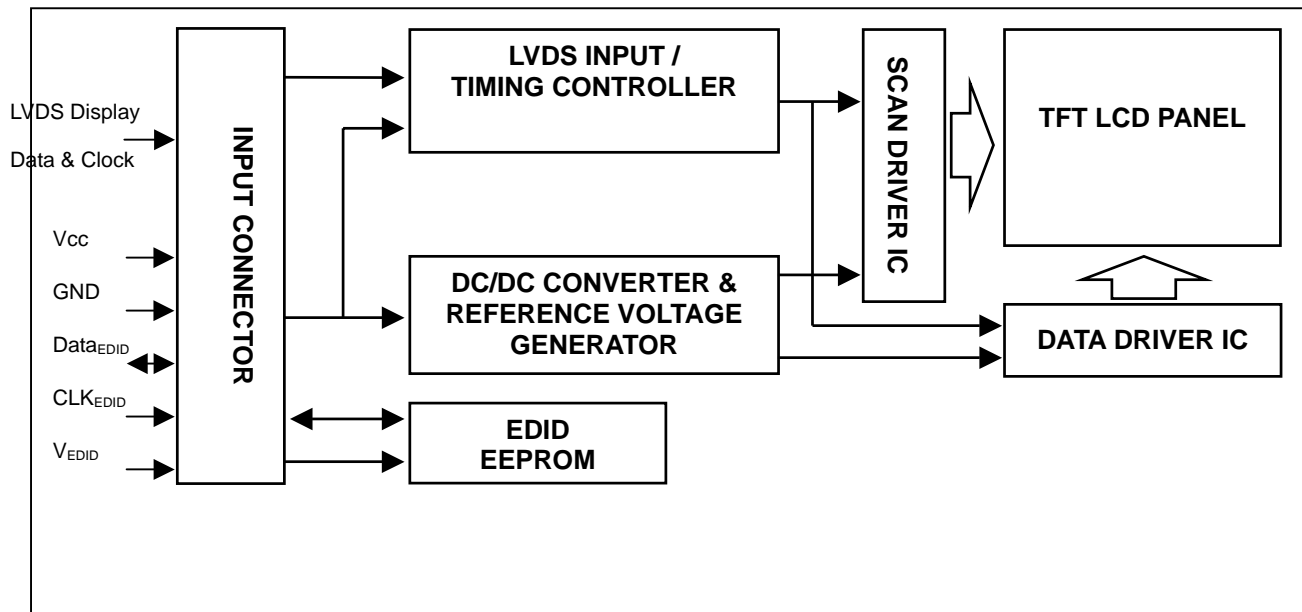 LVDS Display
Data & Clock
Vcc
GND
DataEDID
CLKEDID
VEDID
INPUT CONNECTOR
LVDS INPUT /
TIMING CONTROLLER
DC/DC CONVERTER &
REFERENCE VOLTAGE
GENERATOR
EDID
EEPROM
SCAN DRIVER IC
TFT LCD PANEL
DATA DRIVER IC